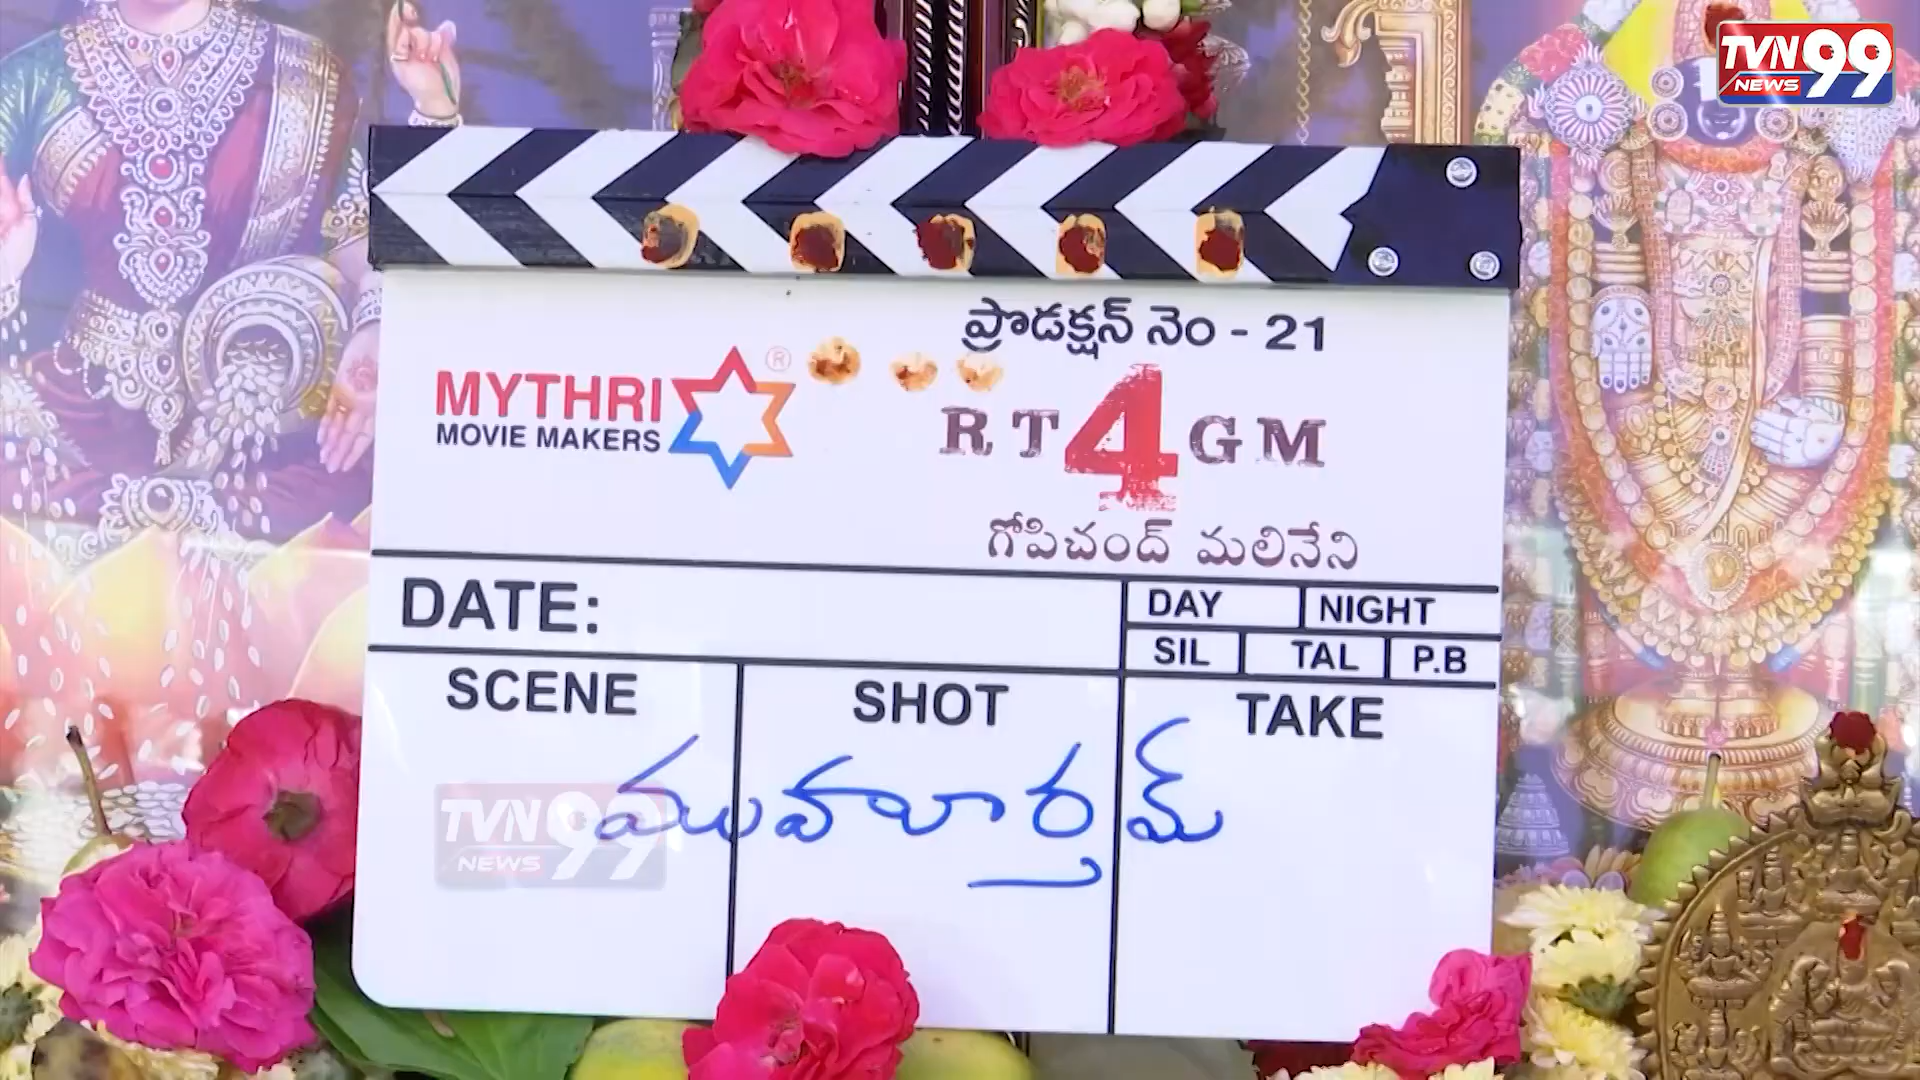 TVN 99
NEWS
ప్రొడక్షన్ నెం - 21
MYTHRI ®
MOVIE MAKERS
RT4GM
గోపిచంద్ మలినేని
DATE:
DAY NIGHT
SIL TAL P.B
SCENE SHOT TAKE
ముహూర్తమ్
TVN 99
NEWS